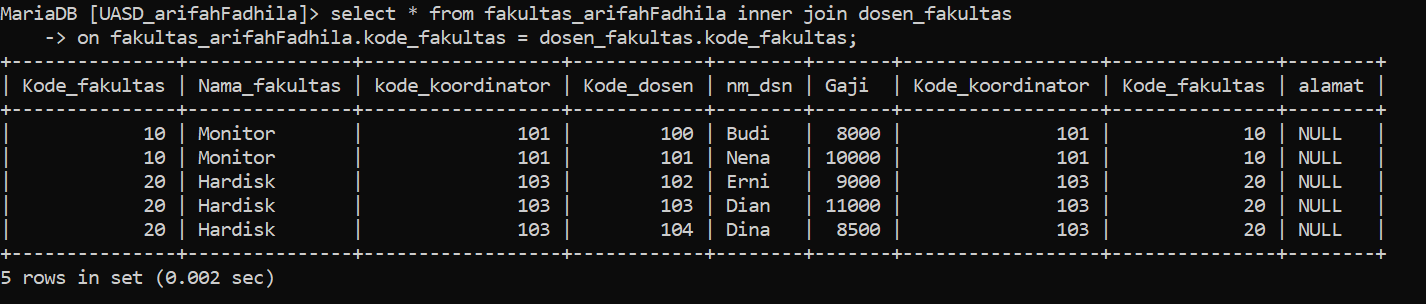 MariaDB [UASD_arifahFadhila]> select * from fakultas_arifahFadhila inner join dosen_fakultas
    -> on fakultas_arifahFadhila.kode_fakultas = dosen_fakultas.kode_fakultas;
+---------------+---------------+------------------+------------+--------+-------+------------------+---------------+--------+
| Kode_fakultas | Nama_fakultas | kode_koordinator | Kode_dosen | nm_dsn | Gaji  | Kode_koordinator | Kode_fakultas | alamat |
+---------------+---------------+------------------+------------+--------+-------+------------------+---------------+--------+
|            10 | Monitor       |              101 |        100 | Budi   |  8000 |              101 |            10 | NULL   |
|            10 | Monitor       |              101 |        101 | Nena   | 10000 |              101 |            10 | NULL   |
|            20 | Hardisk       |              103 |        102 | Erni   |  9000 |              103 |            20 | NULL   |
|            20 | Hardisk       |              103 |        103 | Dian   | 11000 |              103 |            20 | NULL   |
|            20 | Hardisk       |              103 |        104 | Dina   |  8500 |              103 |            20 | NULL   |
+---------------+---------------+------------------+------------+--------+-------+------------------+---------------+--------+
5 rows in set (0.002 sec)